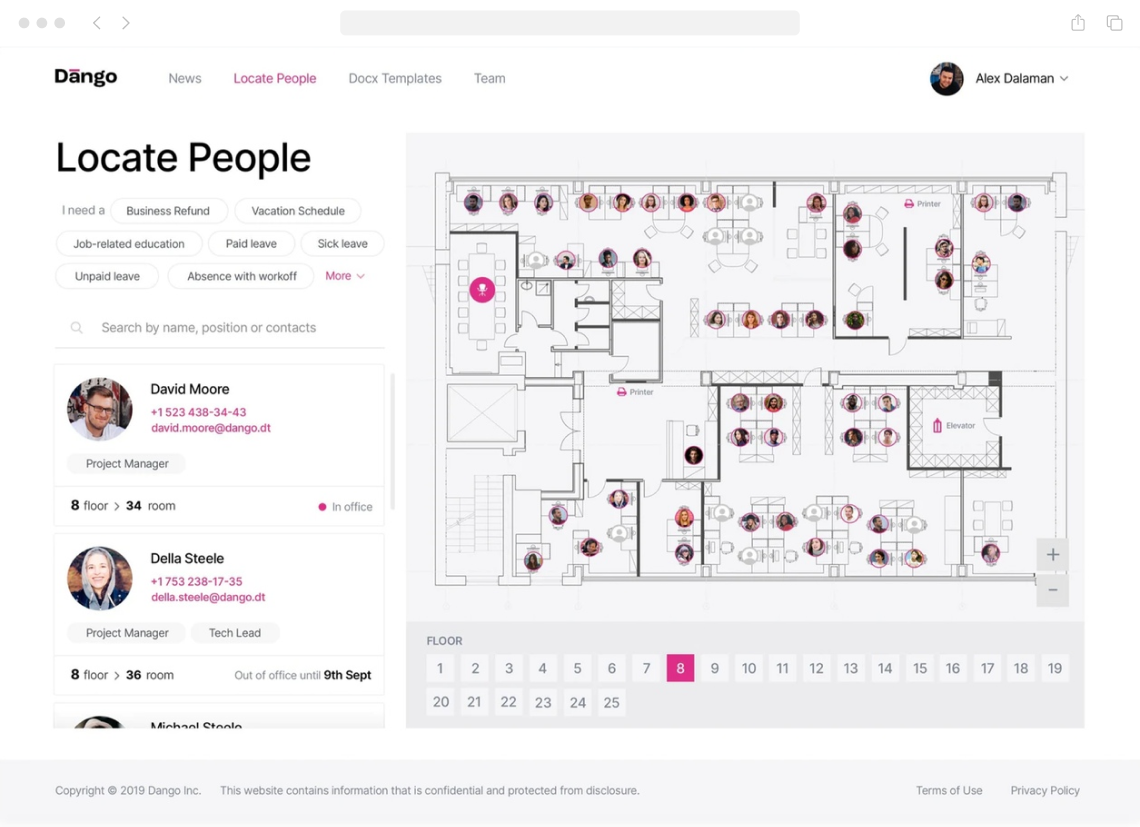 Dāngo
News Locate People Docx Templates Team
Alex Dalaman
Locate People
I need a Business Refund Vacation Schedule
Job-related education Paid leave Sick leave
Unpaid leave Absence with workoff More
Search by name, position or contacts
David Moore
+1 523 438-34-43
david.moore@dango.dt
Project Manager
8 floor > 34 room In office
Della Steele
+1 753 238-17-35
della.steele@dango.dt
Project Manager Tech Lead
8 floor > 36 room Out of office until 9th Sept
Michael Steele
Printer
Printer
Elevator
+
−
FLOOR
1 2 3 4 5 6 7 8 9 10 11 12 13 14 15 16 17 18 19
20 21 22 23 24 25
Copyright © 2019 Dango Inc. This website contains information that is confidential and protected from disclosure. Terms of Use Privacy Policy